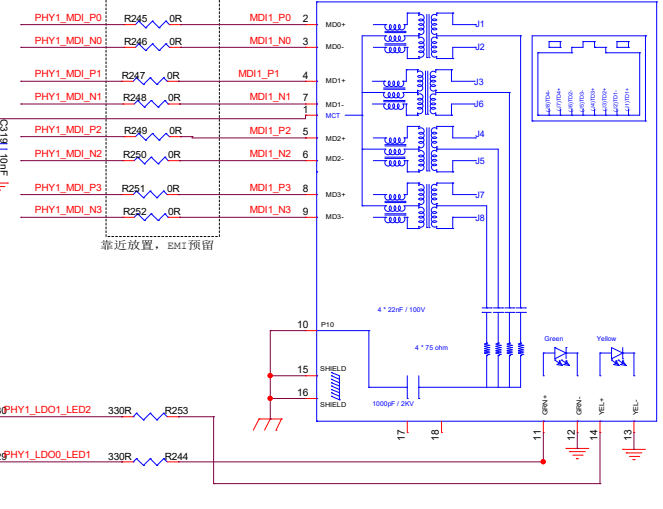 PHY1_MDI_P0 R245 0R MDI1_P0 2 MD0+ J1
PHY1_MDI_N0 R246 0R MDI1_N0 3 MD0- J2
PHY1_MDI_P1 R247 0R MDI1_P1 4 MD1+ J3
PHY1_MDI_N1 R248 0R MDI1_N1 7 MD1- J6
1 MCT
C319 10nF
PHY1_MDI_P2 R249 0R MDI1_P2 5 MD2+ J4
PHY1_MDI_N2 R250 0R MDI1_N2 6 MD2- J5
PHY1_MDI_P3 R251 0R MDI1_P3 8 MD3+ J7
PHY1_MDI_N3 R252 0R MDI1_N3 9 MD3- J8
靠近放置，EMI预留
4 * 22nF / 100V
10 P10
4 * 75 ohm
Green Yellow
15 SHIELD
16 SHIELD
1000pF / 2KV
GRN+ GRN- YEL+ YEL-
17 18 11 12 14 13
PHY1_LDO1_LED2 330R R253
PHY1_LDO0_LED1 330R R244